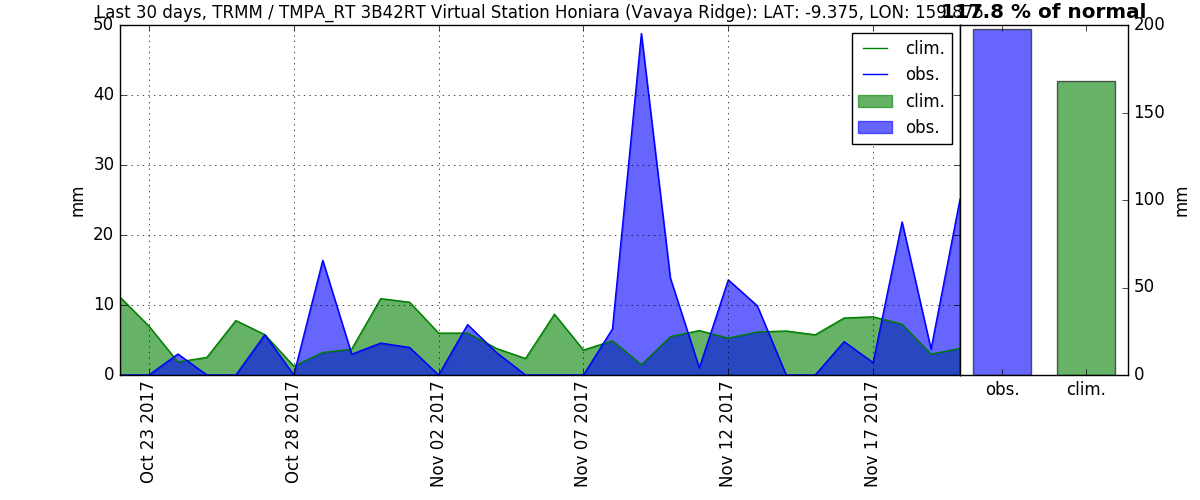 Last 30 days, TRMM / TMPA_RT 3B42RT Virtual Station Honiara (Vavaya Ridge): LAT: -9.375, LON: 159.875
117.8 % of normal
50
40
30
20
10
0
mm
clim.
obs.
clim.
obs.
200
150
100
50
0
mm
obs.
clim.
Oct 23 2017
Oct 28 2017
Nov 02 2017
Nov 07 2017
Nov 12 2017
Nov 17 2017